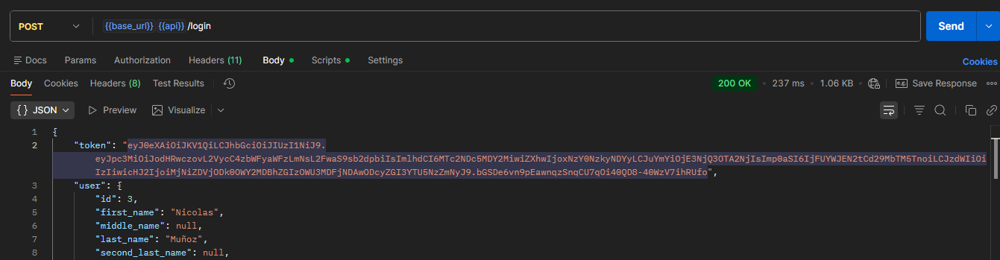 POST {{base_url}} {{api}} /login Send
Docs Params Authorization Headers (11) Body Scripts Settings Cookies
Body Cookies Headers (8) Test Results 200 OK 237 ms 1.06 KB e.g. Save Response
{} JSON Preview Visualize
1 {
2 "token": "eyJ0eXAiOiJKV1QiLCJhbGciOiJIUzI1NiJ9.
eyJpc3MiOiJodHRwczovL2VycC4zbWFyaWFzLmNsL2FwaS9sb2dpbiIsImlhdCI6MTc2NDc5MDY2MiwiZXhwIjoxNzY0NzkyNDYyLCJuYmYiOjE3NjQ3OTA2NjIsImp0aSI6IjFUYWJEN2tCd29MbTM5TnoiLCJzdWIiOi
IzIiwicHJ2IjoiMjNiZDVjODk0OWY2MDBhZGIzOWU3MDFjNDAwODcyZGI3YTU5NzZmNyJ9.bGSDe6vn9pEawnqzSnqCU7qOi40QD8-40WzV7ihRUfo",
3 "user": {
4 "id": 3,
5 "first_name": "Nicolas",
6 "middle_name": null,
7 "last_name": "Muñoz",
8 "second_last_name": null,